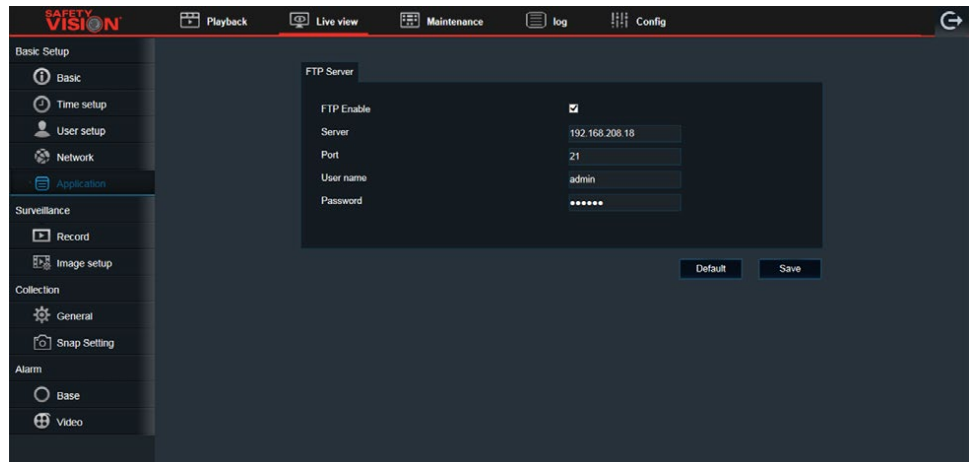 SAFETY
VISION
Playback
Live view
Maintenance
log
Config
Basic Setup
Basic
Time setup
User setup
Network
Application
Surveillance
Record
Image setup
Collection
General
Snap Setting
Alarm
Base
Video
FTP Server
FTP Enable
Server 192.168.208.18
Port 21
User name admin
Password ●●●●●●
Default Save